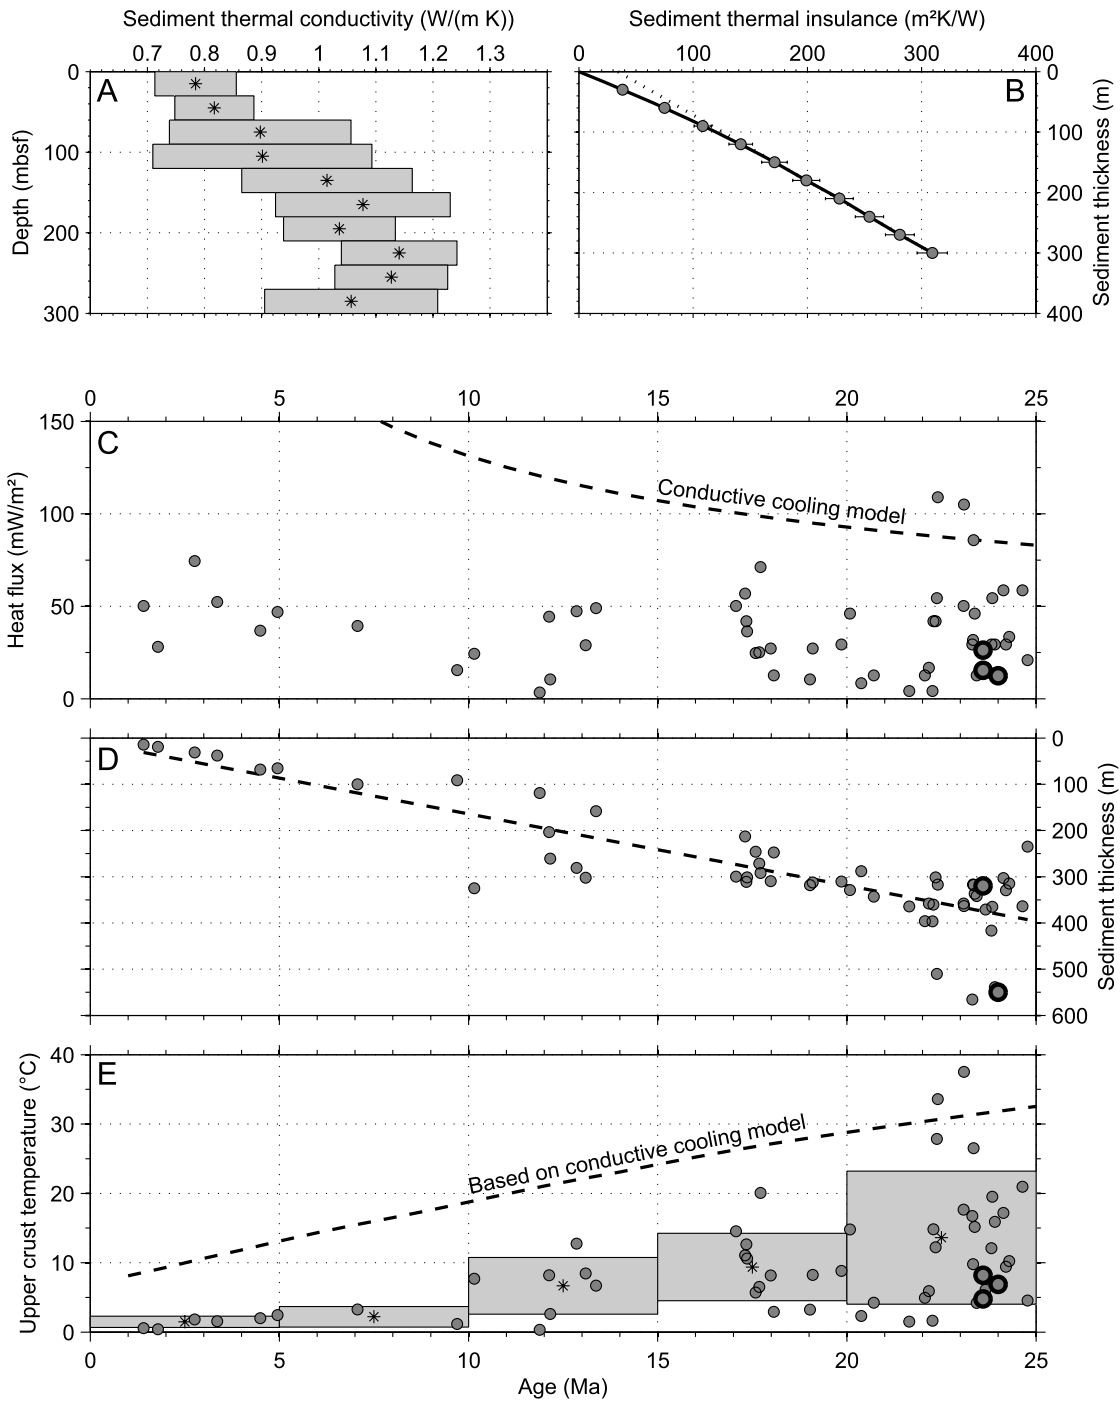 Sediment thermal conductivity (W/(m K))
Sediment thermal insulance (m²K/W)
0.7 0.8 0.9 1 1.1 1.2 1.3
0 100 200 300 400
A
B
0
100
200
300
Depth (mbsf)
0
100
200
300
400
Sediment thickness (m)
0 5 10 15 20 25
C
150
100
50
0
Heat flux (mW/m²)
Conductive cooling model
D
0
100
200
300
400
500
600
Sediment thickness (m)
E
40
30
20
10
0
Upper crust temperature (°C)
Based on conductive cooling model
0 5 10 15 20 25
Age (Ma)